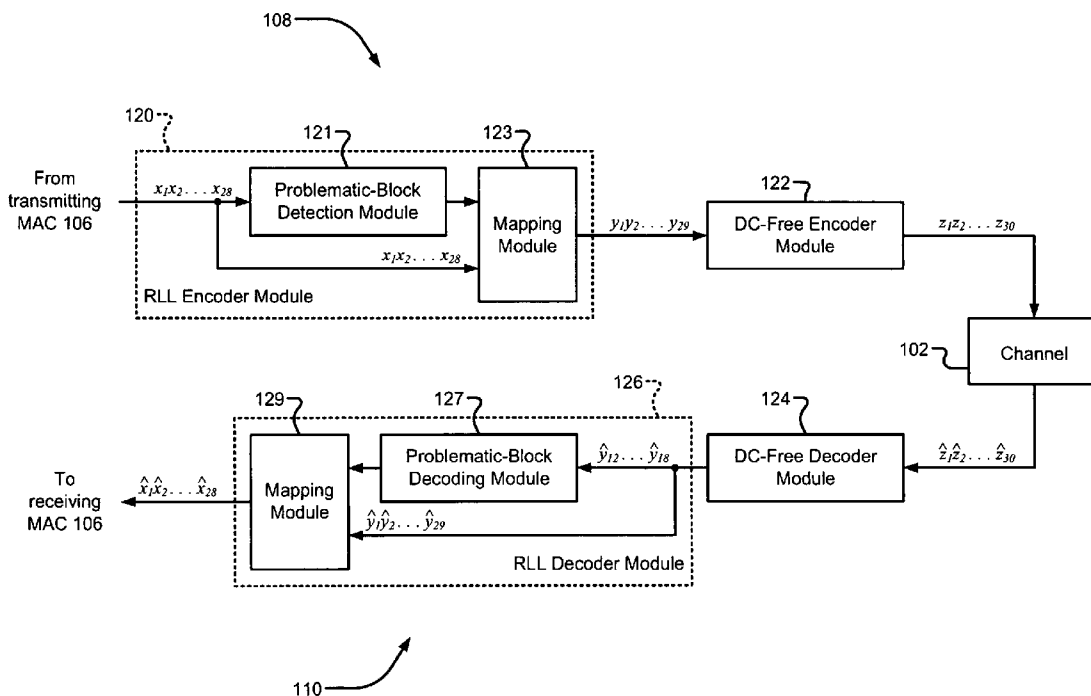 108
120
121
123
From
transmitting
MAC 106
x₁x₂ . . . x₂₈
Problematic-Block
Detection Module
Mapping
Module
x₁x₂ . . . x₂₈
RLL Encoder Module
y₁y₂ . . . y₂₉
122
DC-Free Encoder
Module
z₁z₂ . . . z₃₀
102
Channel
126
129
127
124
To
receiving
MAC 106
x̂₁x̂₂ . . . x̂₂₈
Mapping
Module
Problematic-Block
Decoding Module
ŷ₁₂ . . . ŷ₁₈
ŷ₁ŷ₂ . . . ŷ₂₉
RLL Decoder Module
DC-Free Decoder
Module
ẑ₁ẑ₂ . . . ẑ₃₀
110